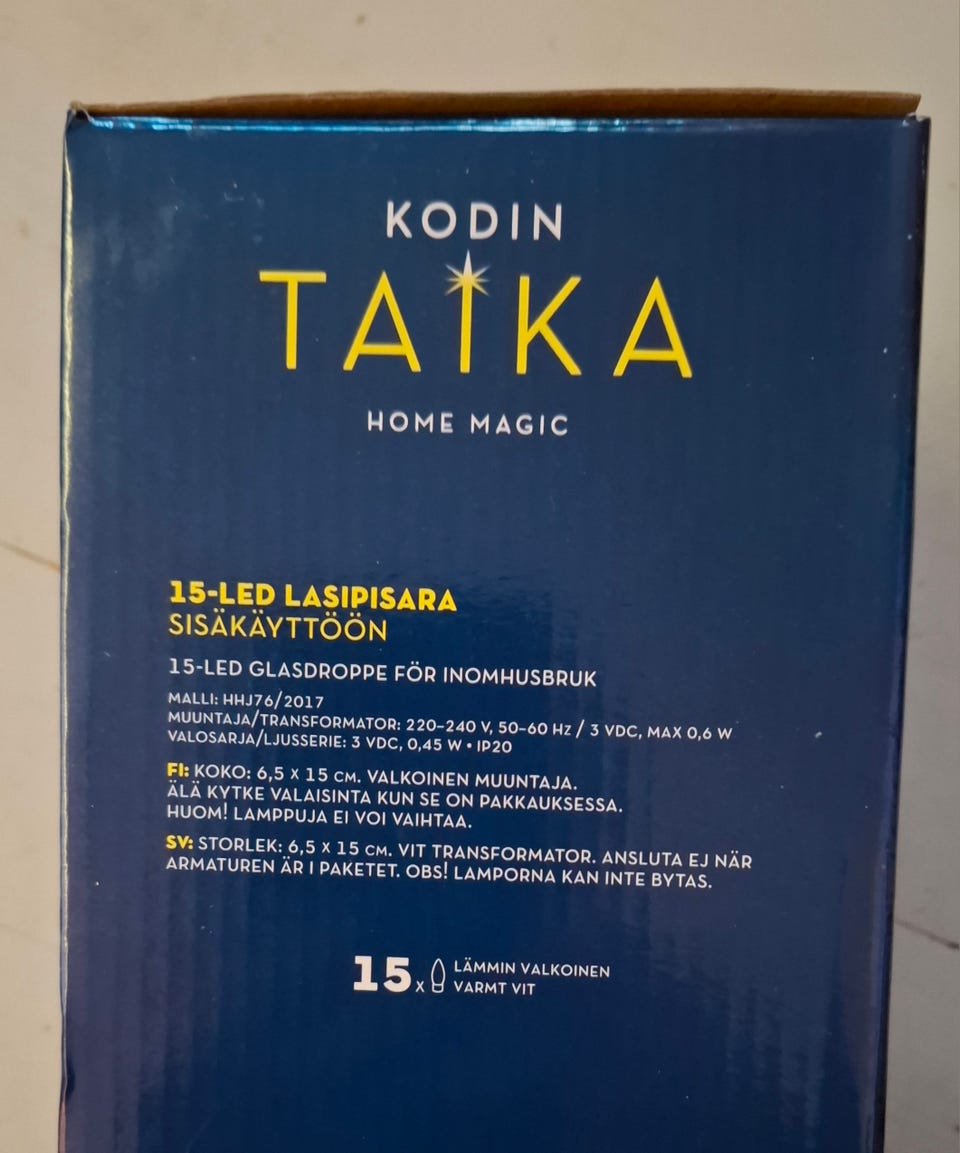 KODIN
TAIKA
HOME MAGIC
15-LED LASIPISARA
SISÄKÄYTTÖÖN
15-LED GLASDROPPE FÖR INOMHUSBRUK
MALLI: HHJ76/2017
MUUNTAJA/TRANSFORMATOR: 220–240 V, 50–60 HZ / 3 VDC, MAX 0,6 W
VALOSARJA/LJUSSERIE: 3 VDC, 0,45 W • IP20
FI: KOKO: 6,5 X 15 CM. VALKOINEN MUUNTAJA.
ÄLÄ KYTKE VALAISINTA KUN SE ON PAKKAUKSESSA.
HUOM! LAMPPUJA EI VOI VAIHTAA.
SV: STORLEK: 6,5 X 15 CM. VIT TRANSFORMATOR. ANSLUTA EJ NÄR
ARMATUREN ÄR I PAKETET. OBS! LAMPORNA KAN INTE BYTAS.
15 X LÄMMIN VALKOINEN
VARMT VIT